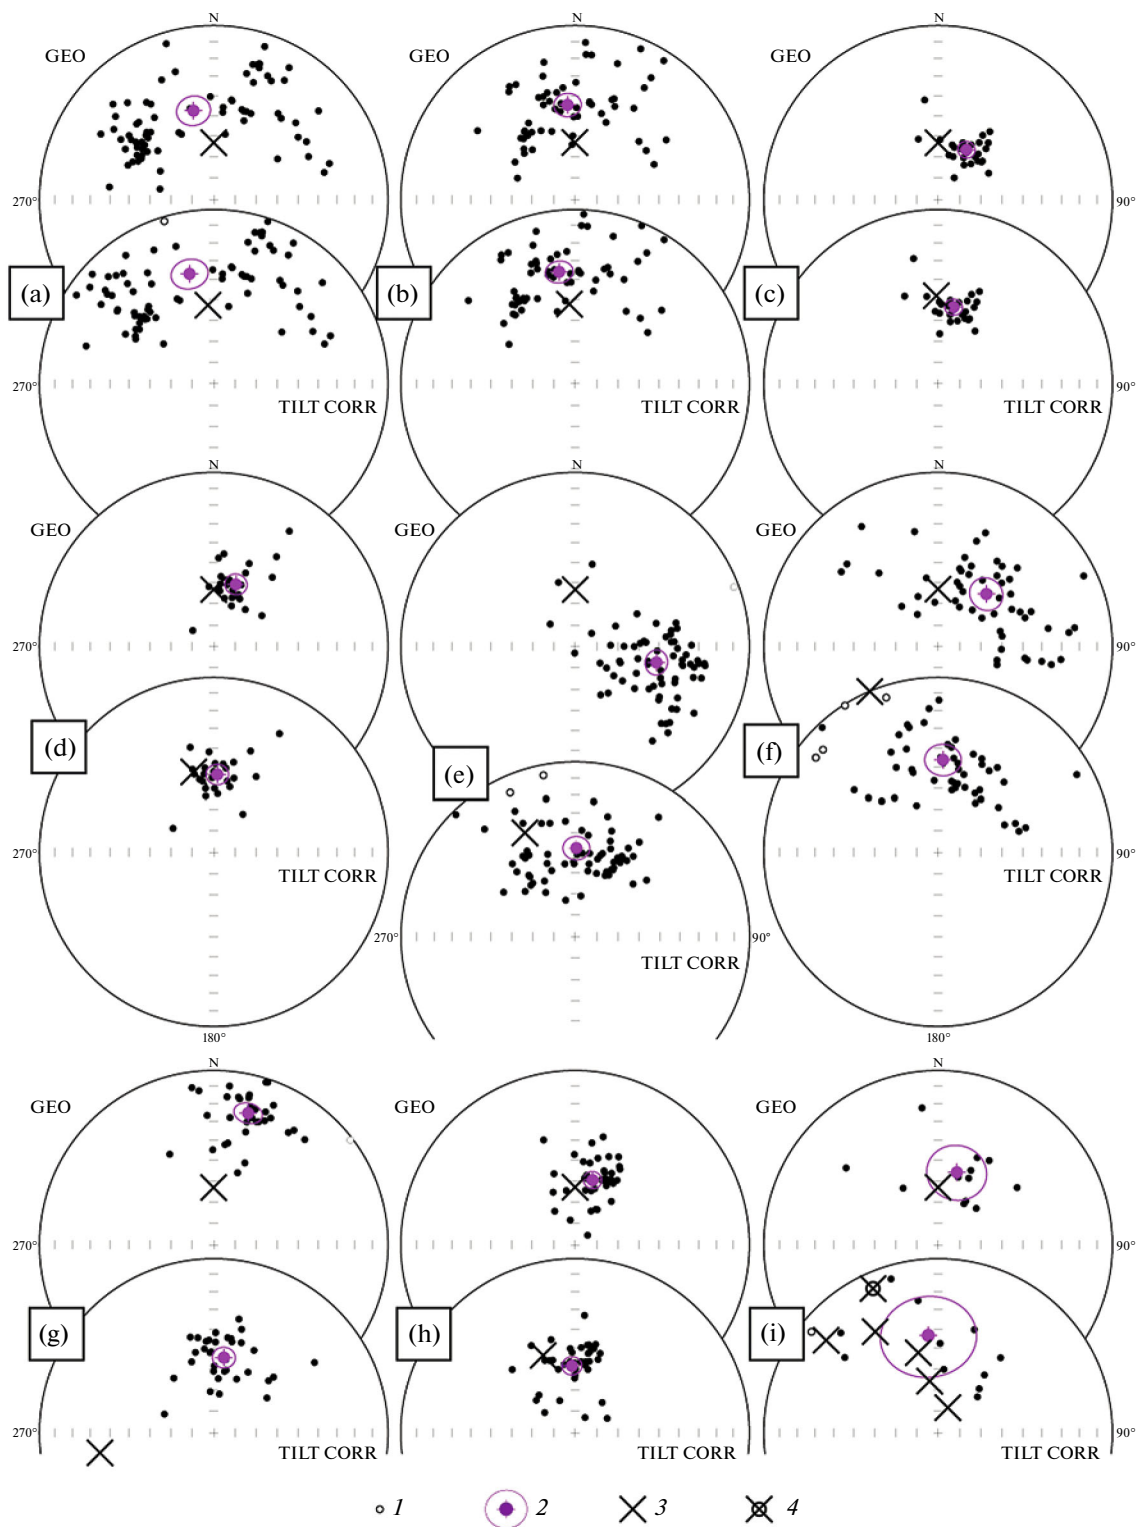 N N N
GEO GEO GEO
270° 90°
(a) (b) (c)
270° 90°
TILT CORR TILT CORR TILT CORR
N N N
GEO GEO GEO
270° 90°
(d) (e) (f)
270° 90°
TILT CORR TILT CORR
270° 90°
TILT CORR
180° 180°
N N N
GEO GEO GEO
270° 90°
(g) (h) (i)
270° 90°
TILT CORR TILT CORR TILT CORR
1 2 3 4